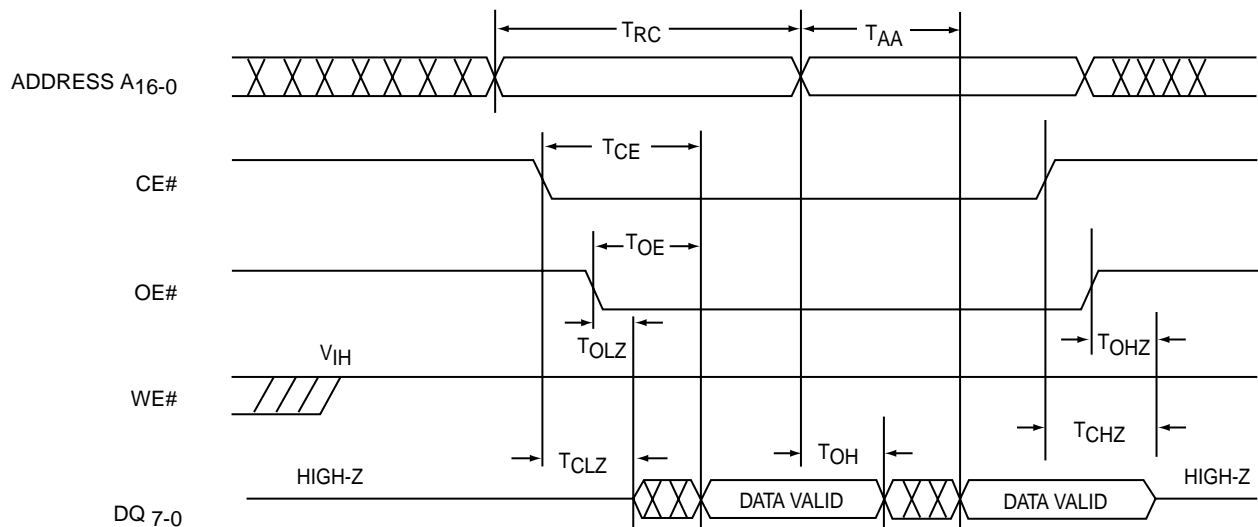 TRC TAA
ADDRESS A16-0
TCE
CE#
TOE
OE#
TOLZ TOHZ
VIH
WE#
TCLZ TOH TCHZ
HIGH-Z HIGH-Z
DQ 7-0 DATA VALID DATA VALID